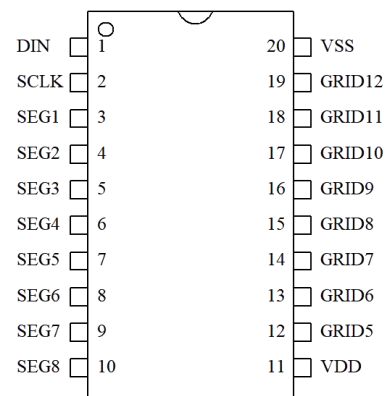 DIN 1 20 VSS
SCLK 2 19 GRID12
SEG1 3 18 GRID11
SEG2 4 17 GRID10
SEG3 5 16 GRID9
SEG4 6 15 GRID8
SEG5 7 14 GRID7
SEG6 8 13 GRID6
SEG7 9 12 GRID5
SEG8 10 11 VDD